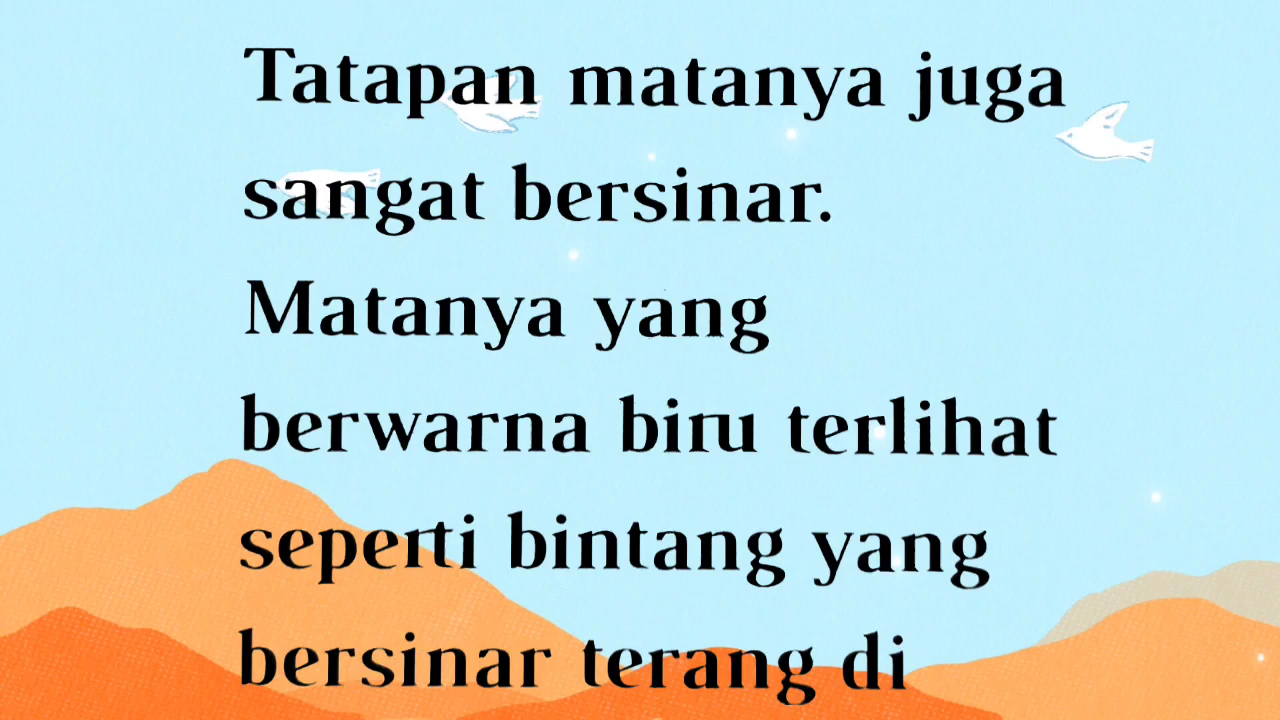 Tatapan matanya juga
sangat bersinar.
Matanya yang
berwarna biru terlihat
seperti bintang yang
bersinar terang di